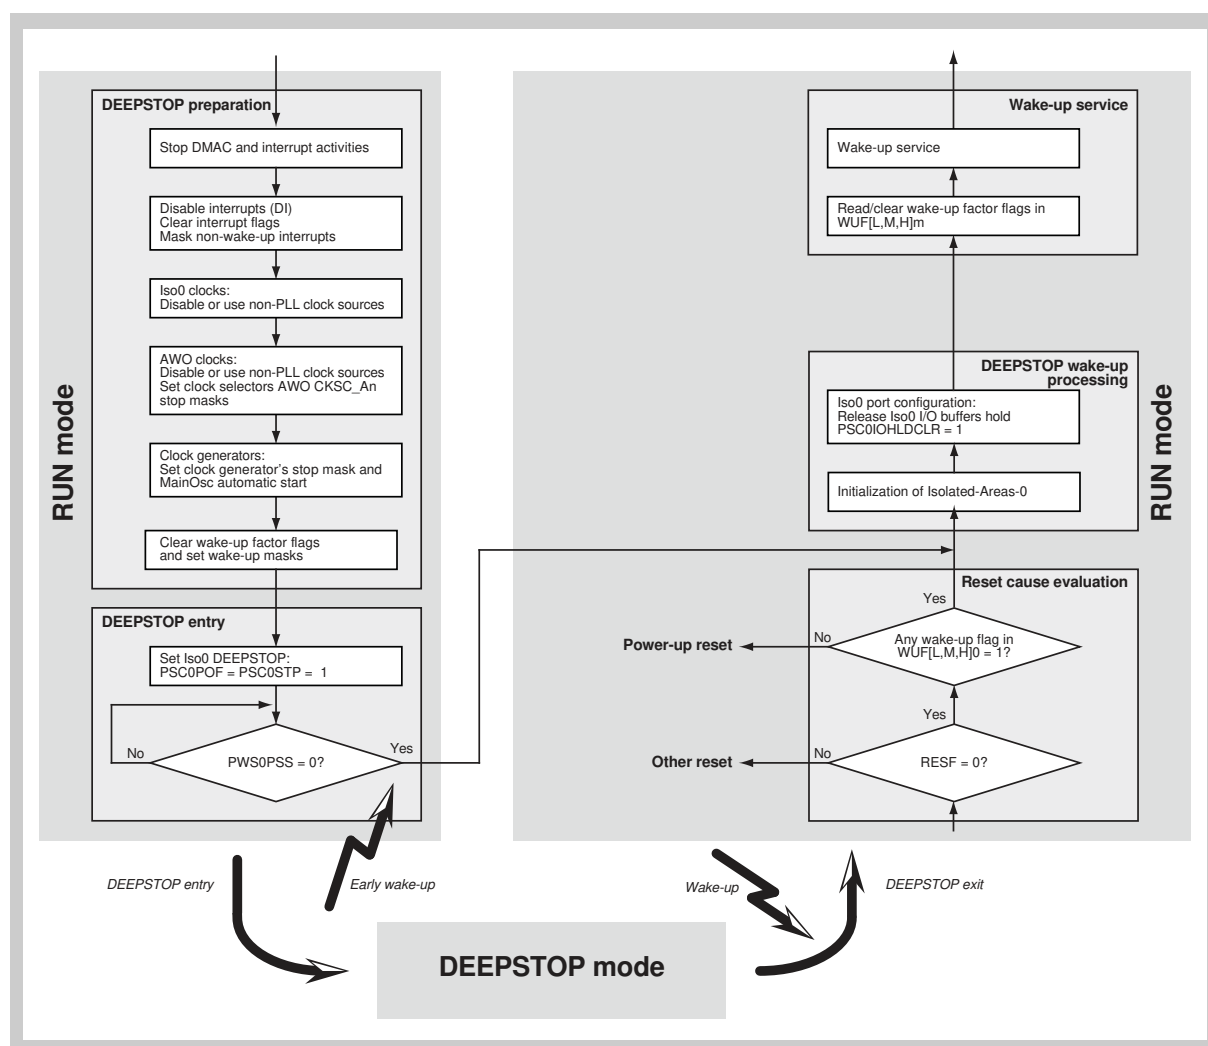 DEEPSTOP preparation
Stop DMAC and interrupt activities
Disable interrupts (DI)
Clear interrupt flags
Mask non-wake-up interrupts
Iso0 clocks:
Disable or use non-PLL clock sources
AWO clocks:
Disable or use non-PLL clock sources
Set clock selectors AWO CKSC_An
stop masks
Clock generators:
Set clock generator's stop mask and
MainOsc automatic start
Clear wake-up factor flags
and set wake-up masks
RUN mode
DEEPSTOP entry
Set Iso0 DEEPSTOP:
PSC0POF = PSC0STP = 1
No
PWS0PSS = 0?
Yes
Wake-up service
Wake-up service
Read/clear wake-up factor flags in
WUF[L,M,H]m
DEEPSTOP wake-up
processing
Iso0 port configuration:
Release Iso0 I/O buffers hold
PSC0IOHLDCLR = 1
Initialization of Isolated-Areas-0
RUN mode
Reset cause evaluation
Yes
Any wake-up flag in
WUF[L,M,H]0 = 1?
No
Power-up reset
Yes
RESF = 0?
No
Other reset
DEEPSTOP entry
Early wake-up
Wake-up
DEEPSTOP exit
DEEPSTOP mode